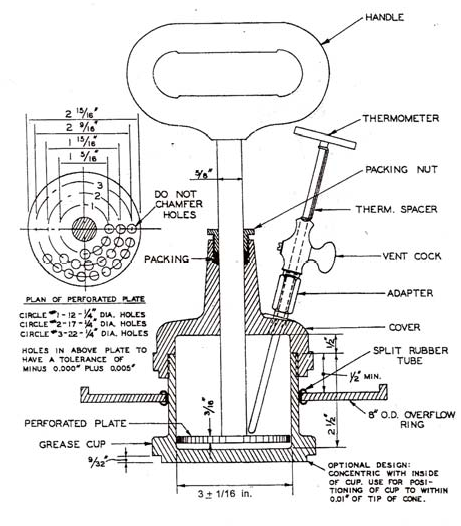 HANDLE
2 15/16"
2 9/16"
1 15/16"
1 5/16"
THERMOMETER
5/8"
PACKING NUT
3
2
1
DO NOT
CHAMFER
HOLES
THERM. SPACER
PACKING
VENT COCK
PLAN OF PERFORATED PLATE
CIRCLE #1-12-1/4" DIA. HOLES
CIRCLE #2-17-1/4" DIA. HOLES
CIRCLE #3-22-1/4" DIA. HOLES
HOLES IN ABOVE PLATE TO
HAVE A TOLERANCE OF
MINUS 0.000" PLUS 0.005"
ADAPTER
COVER
1/2"
SPLIT RUBBER
TUBE
1/2" MIN.
3/16"
8" O.D. OVERFLOW
RING
2 1/2"
PERFORATED PLATE
GREASE CUP
9/32"
3 ± 1/16 in.
OPTIONAL DESIGN:
CONCENTRIC WITH INSIDE
OF CUP. USE FOR POSI-
TIONING OF CUP TO WITHIN
0.01" OF TIP OF CONE.